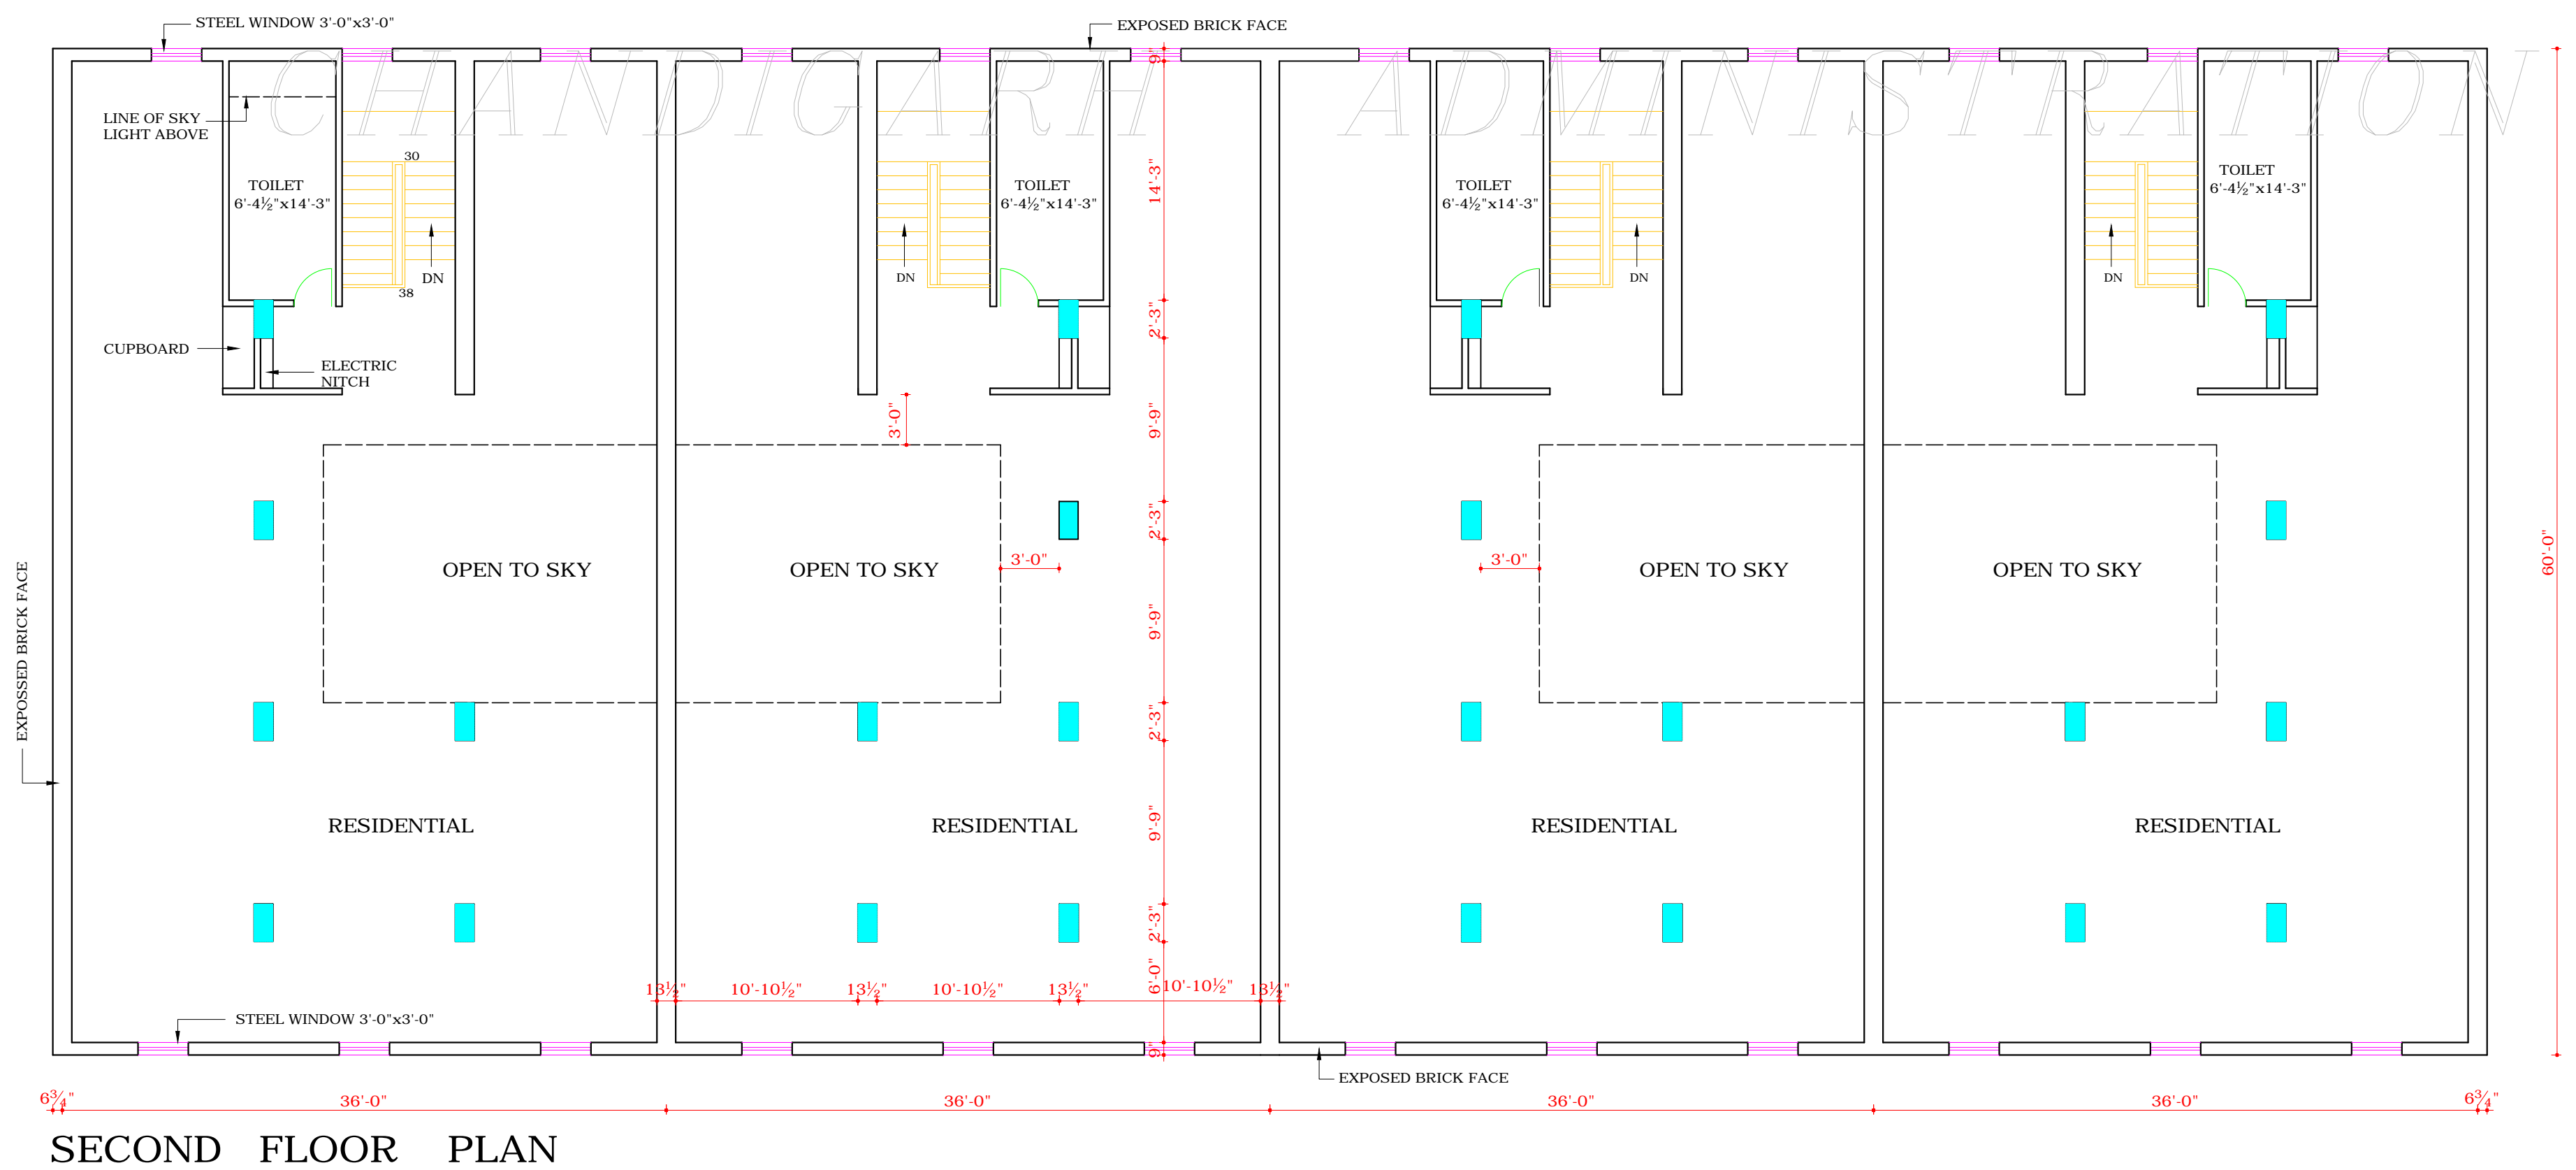 STEEL WINDOW 3'-0"x3'-0"
EXPOSED BRICK FACE
CHANDIGARH ADMINISTRATION
9"
LINE OF SKY
LIGHT ABOVE
30
14'-3"
TOILET
6'-4½"x14'-3"
TOILET
6'-4½"x14'-3"
TOILET
6'-4½"x14'-3"
TOILET
6'-4½"x14'-3"
DN
DN
DN
DN
38
2'-3"
CUPBOARD
ELECTRIC
NITCH
3'-0"
9'-9"
2'-3"
3'-0"
3'-0"
60'-0"
OPEN TO SKY
OPEN TO SKY
OPEN TO SKY
OPEN TO SKY
9'-9"
EXPOSSED BRICK FACE
2'-3"
RESIDENTIAL
RESIDENTIAL
RESIDENTIAL
RESIDENTIAL
9'-9"
2'-3"
6'-0"
13½"
10'-10½"
13½"
10'-10½"
13½"
10'-10½"
13½"
STEEL WINDOW 3'-0"x3'-0"
9"
EXPOSED BRICK FACE
6¾"
36'-0"
36'-0"
36'-0"
36'-0"
6¾"
SECOND FLOOR PLAN